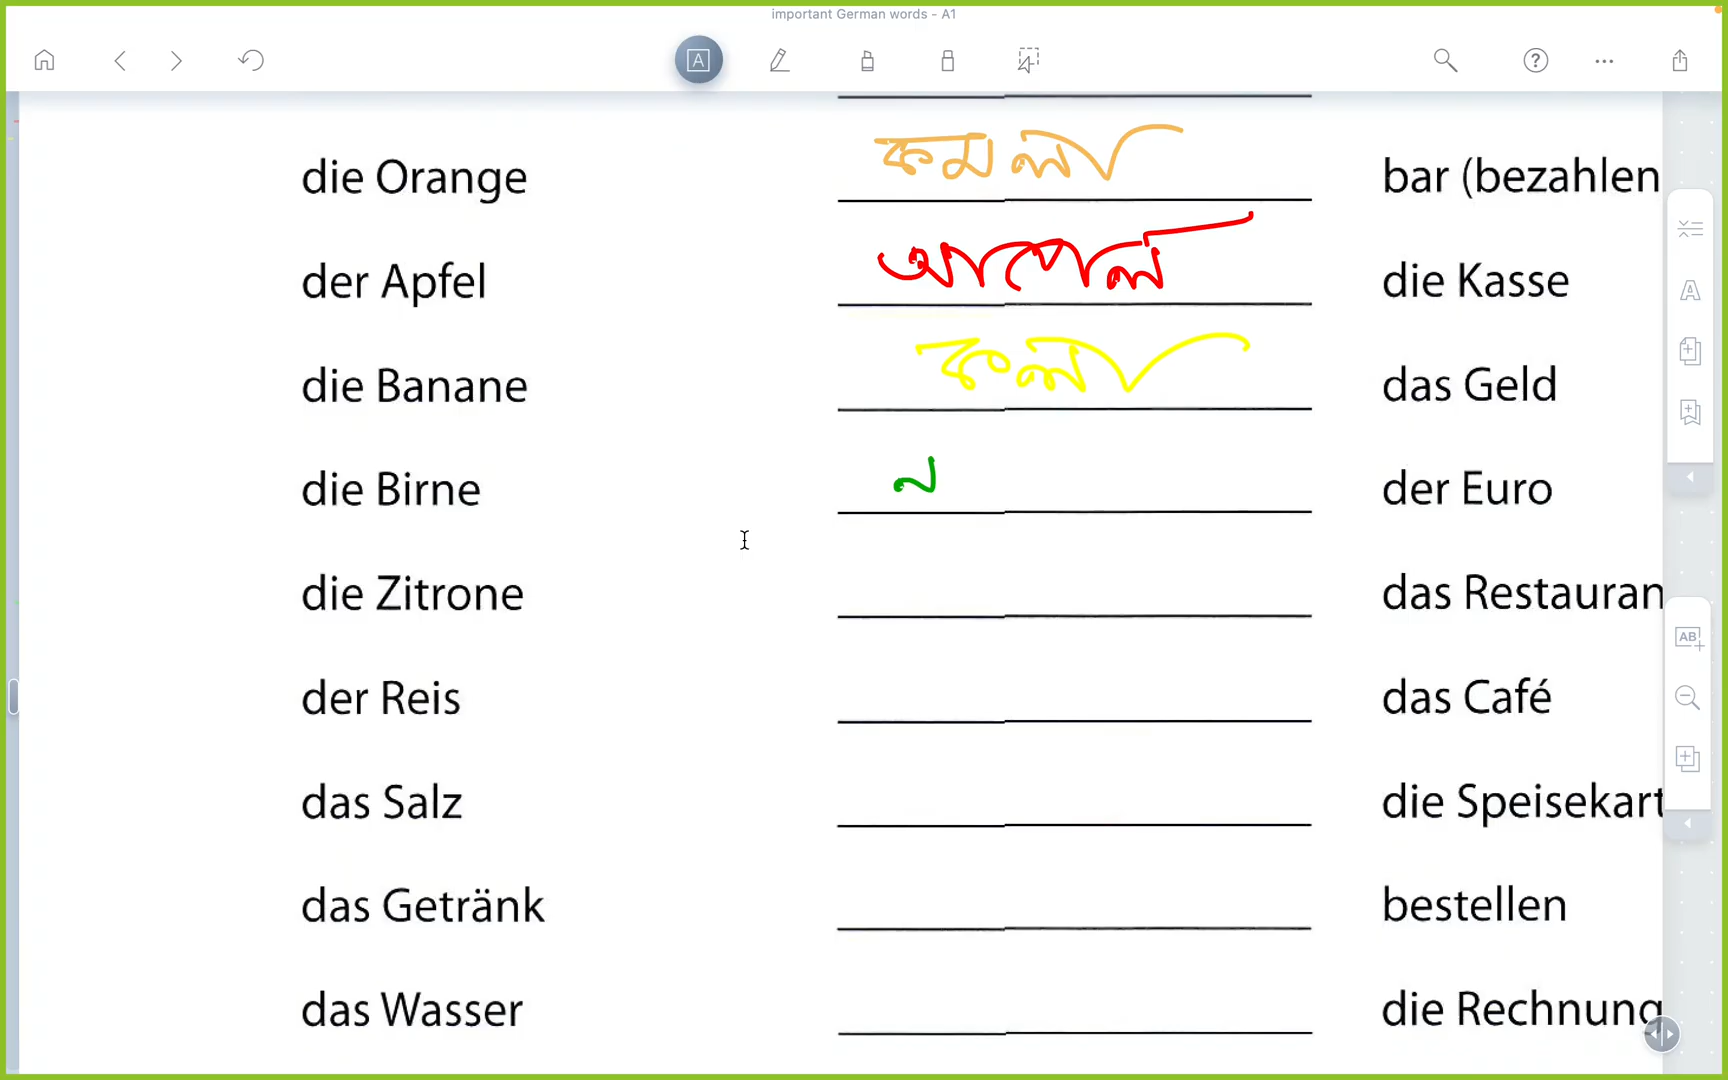 important German words - A1
A
die Orange কমলা bar (bezahlen
der Apfel আপেল die Kasse
die Banane কলা das Geld
die Birne der Euro
die Zitrone das Restauran
der Reis das Café
das Salz die Speisekart
das Getränk bestellen
das Wasser die Rechnung
A
AB